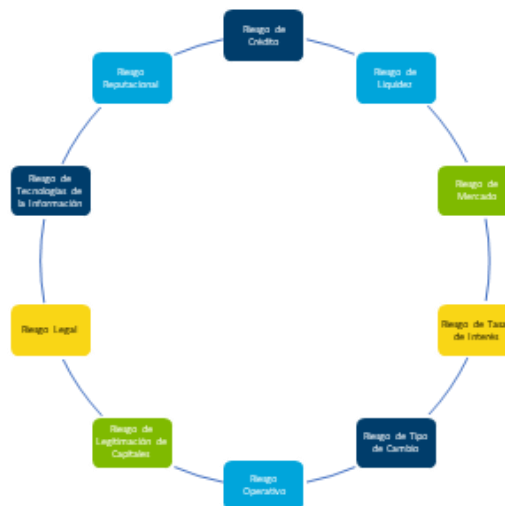 Riesgo de
Crédito
Riesgo de
Liquidez
Riesgo de
Mercado
Riesgo de Tasa
de Interés
Riesgo de Tipo
de Cambio
Riesgo
Operativo
Riesgo de
Legitimación de
Capitales
Riesgo Legal
Riesgo de
Tecnologías de
la Información
Riesgo
Reputacional